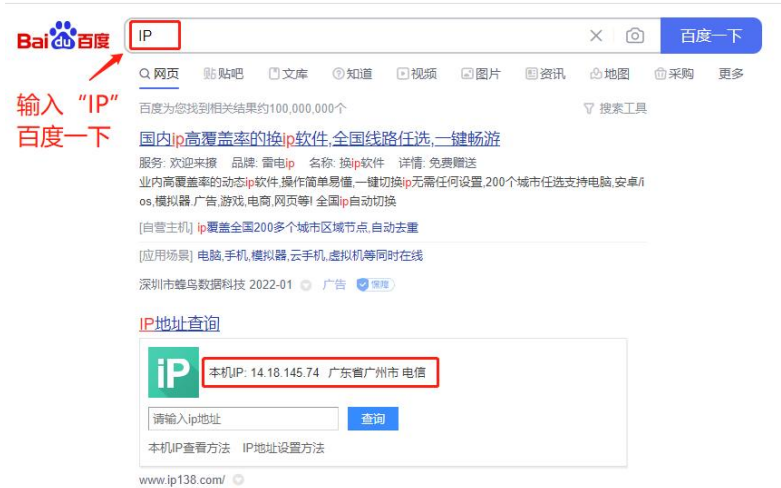 Bai du 百度
IP
百度一下
输入“IP”
百度一下
网页 贴吧 文库 知道 视频 图片 资讯 地图 采购 更多
百度为您找到相关结果约100,000,000个
搜索工具
国内ip高覆盖率的换ip软件,全国线路任选,一键畅游
服务: 欢迎来撩 品牌: 雷电ip 名称: 换ip软件 详情: 免费赠送
业内高覆盖率的动态ip软件,操作简单易懂,一键切换ip无需任何设置,200个城市任选支持电脑,安卓/i
os,模拟器.广告,游戏,电商,网页等! 全国ip自动切换
[自营主机] ip覆盖全国200多个城市区域节点,自动去重
[应用场景] 电脑,手机,模拟器,云手机,虚拟机等同时在线
深圳市蜂鸟数据科技 2022-01 广告 保障
IP地址查询
iP
本机IP: 14.18.145.74 广东省广州市 电信
请输入ip地址
查询
本机IP查看方法 IP地址设置方法
www.ip138.com/